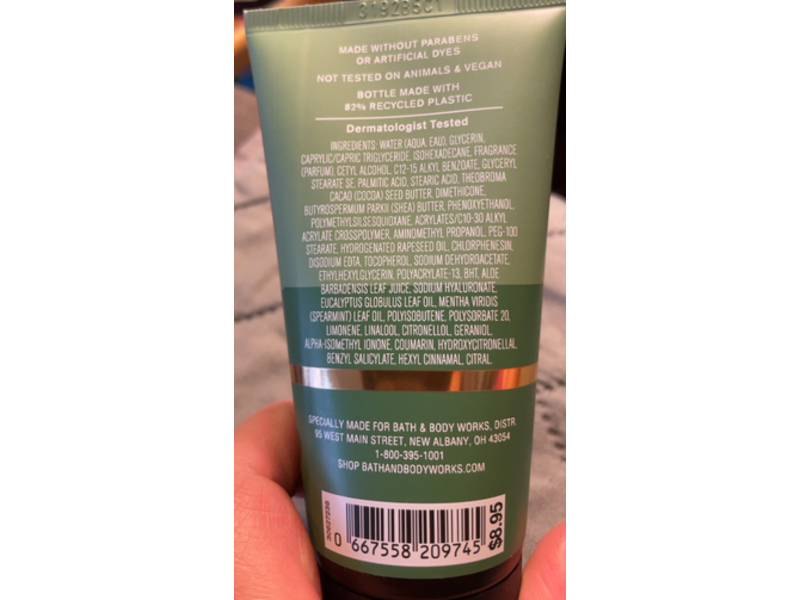 MADE WITHOUT PARABENS
OR ARTIFICIAL DYES
NOT TESTED ON ANIMALS & VEGAN
BOTTLE MADE WITH
82% RECYCLED PLASTIC
Dermatologist Tested
INGREDIENTS: WATER (AQUA, EAU), GLYCERIN,
CAPRYLIC/CAPRIC TRIGLYCERIDE, ISOHEXADECANE, FRAGRANCE
(PARFUM), CETYL ALCOHOL, C12-15 ALKYL BENZOATE, GLYCERYL
STEARATE SE, PALMITIC ACID, STEARIC ACID, THEOBROMA
CACAO (COCOA) SEED BUTTER, DIMETHICONE,
BUTYROSPERMUM PARKII (SHEA) BUTTER, PHENOXYETHANOL,
POLYMETHYLSILSESQUIOXANE, ACRYLATES/C10-30 ALKYL
ACRYLATE CROSSPOLYMER, AMINOMETHYL PROPANOL, PEG-100
STEARATE, HYDROGENATED RAPESEED OIL, CHLORPHENESIN,
DISODIUM EDTA, TOCOPHEROL, SODIUM DEHYDROACETATE,
ETHYLHEXYLGLYCERIN, POLYACRYLATE-13, BHT, ALOE
BARBADENSIS LEAF JUICE, SODIUM HYALURONATE,
EUCALYPTUS GLOBULUS LEAF OIL, MENTHA VIRIDIS
(SPEARMINT) LEAF OIL, POLYISOBUTENE, POLYSORBATE 20,
LIMONENE, LINALOOL, CITRONELLOL, GERANIOL,
ALPHA-ISOMETHYL IONONE, COUMARIN, HYDROXYCITRONELLAL,
BENZYL SALICYLATE, HEXYL CINNAMAL, CITRAL.
SPECIALLY MADE FOR BATH & BODY WORKS, DISTR.
95 WEST MAIN STREET, NEW ALBANY, OH 43054
1-800-395-1001
SHOP BATHANDBODYWORKS.COM
0 667558 209745
$8.95